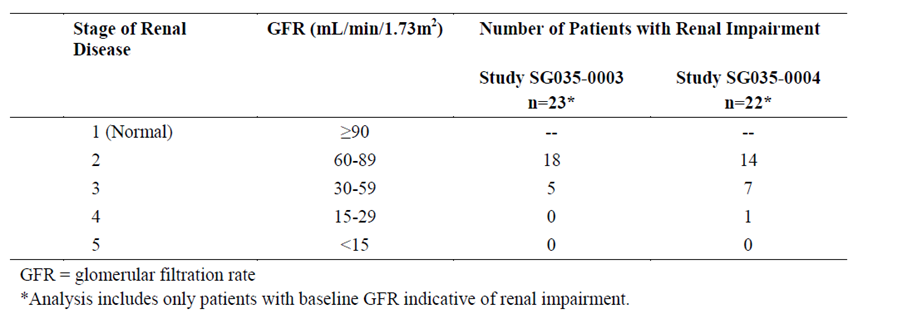 Stage of Renal Disease GFR (mL/min/1.73m²) Number of Patients with Renal Impairment
Study SG035-0003 n=23* Study SG035-0004 n=22*
1 (Normal) ≥90 -- --
2 60-89 18 14
3 30-59 5 7
4 15-29 0 1
5 <15 0 0
GFR = glomerular filtration rate
*Analysis includes only patients with baseline GFR indicative of renal impairment.